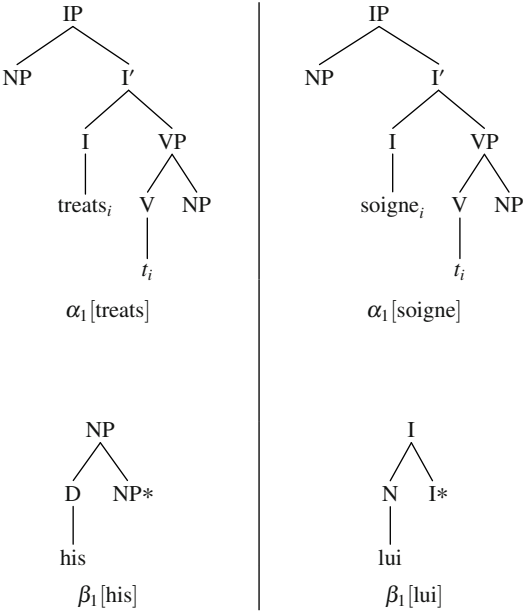 IP IP
NP I′ NP I′
I VP I VP
treatsᵢ V NP soigneᵢ V NP
tᵢ tᵢ
α₁[treats] α₁[soigne]
NP I
D NP* N I*
his lui
β₁[his] β₁[lui]